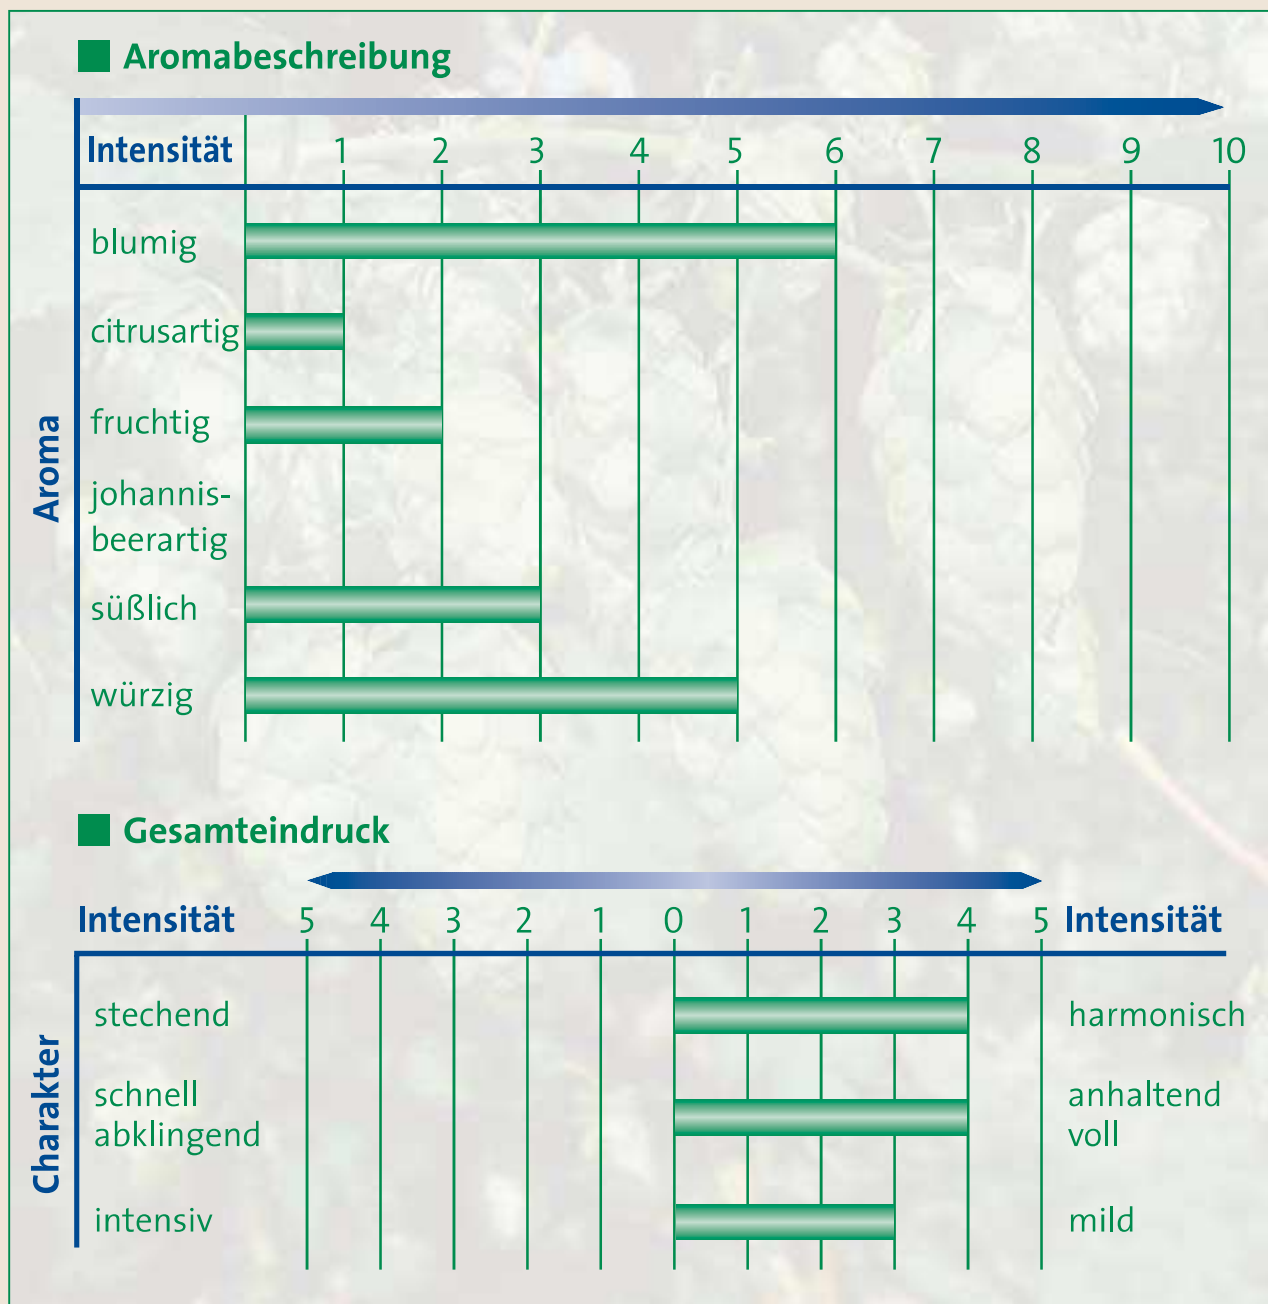 Aromabeschreibung
Intensität 1 2 3 4 5 6 7 8 9 10
Aroma
blumig
citrusartig
fruchtig
johannis-
beerartig
süßlich
würzig
Gesamteindruck
Intensität 5 4 3 2 1 0 1 2 3 4 5 Intensität
Charakter
stechend harmonisch
schnell anhaltend
abklingend voll
intensiv mild